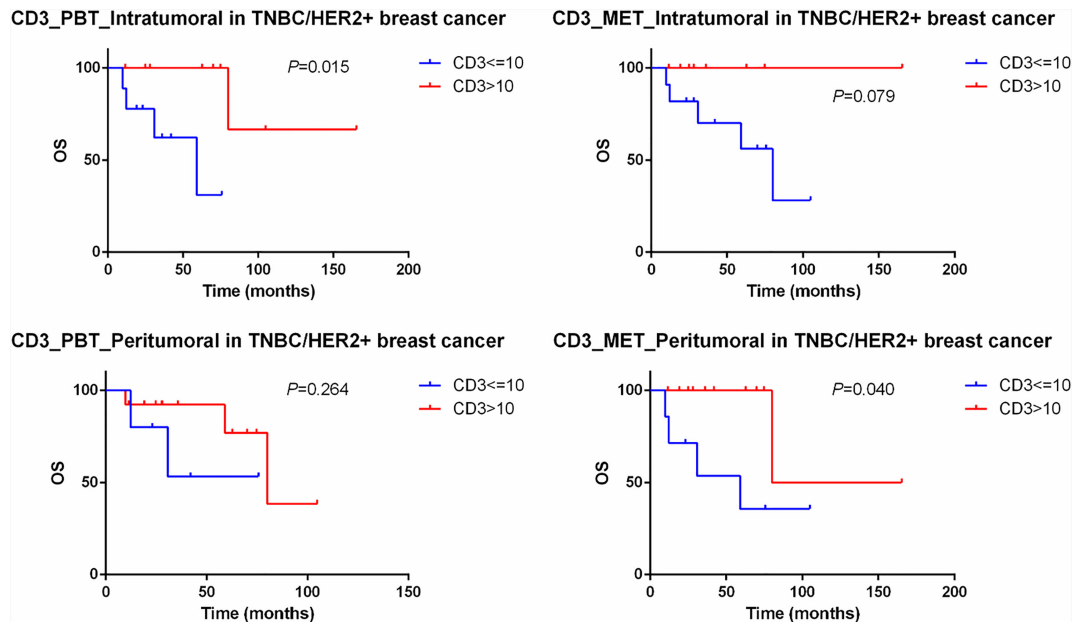 CD3_PBT_Intratumoral in TNBC/HER2+ breast cancer
100
50
0
OS
P=0.015
CD3<=10
CD3>10
0 50 100 150 200
Time (months)
CD3_MET_Intratumoral in TNBC/HER2+ breast cancer
100
50
0
OS
P=0.079
CD3<=10
CD3>10
0 50 100 150 200
Time (months)
CD3_PBT_Peritumoral in TNBC/HER2+ breast cancer
100
50
0
OS
P=0.264
CD3<=10
CD3>10
0 50 100 150
Time (months)
CD3_MET_Peritumoral in TNBC/HER2+ breast cancer
100
50
0
OS
P=0.040
CD3<=10
CD3>10
0 50 100 150 200
Time (months)